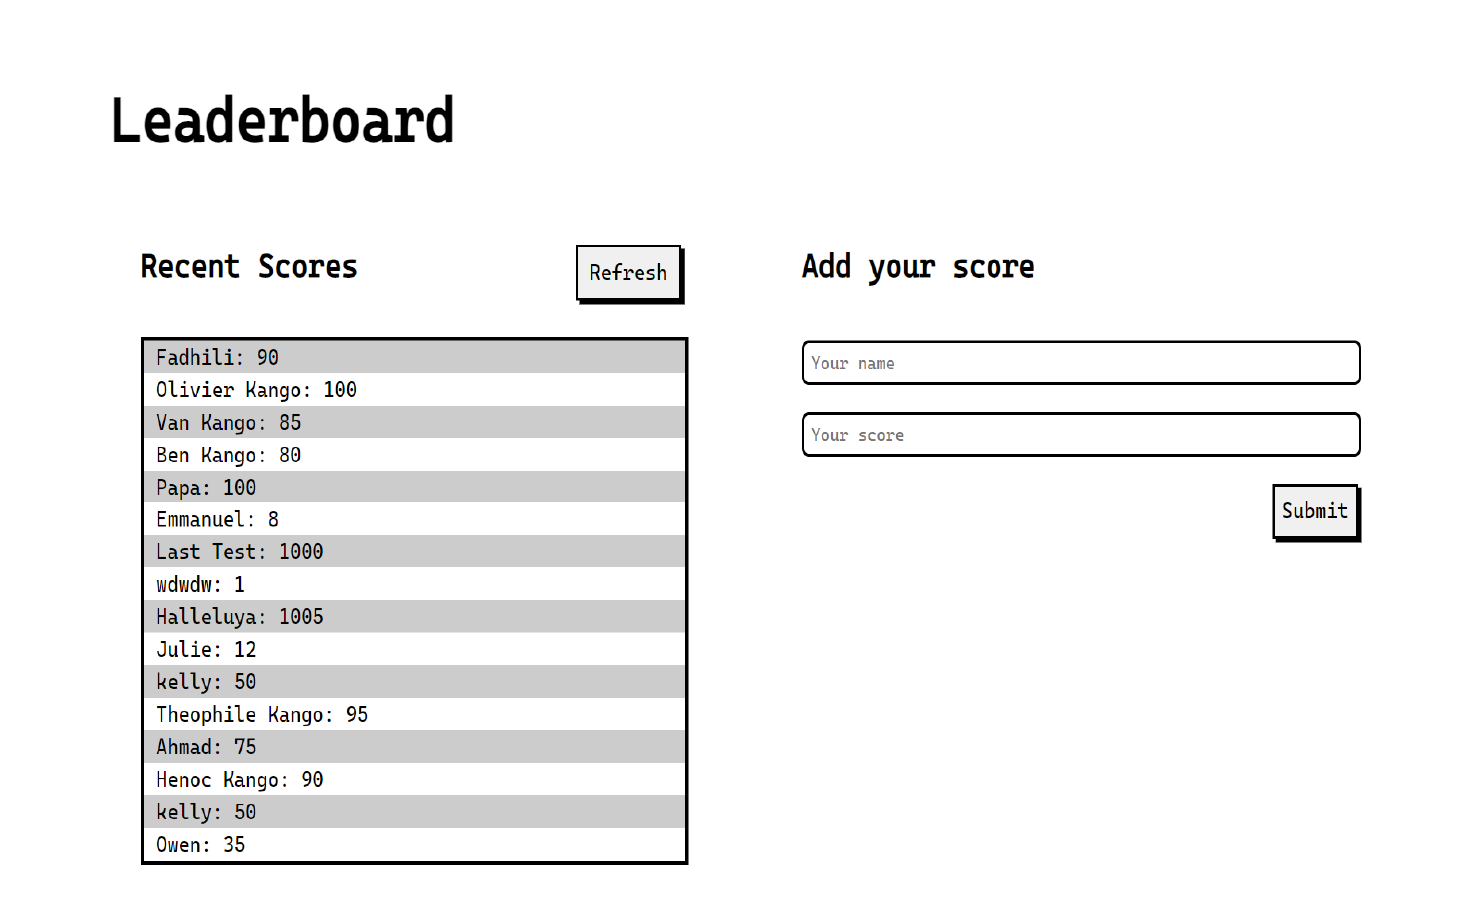 Leaderboard
Recent Scores
Refresh
Fadhili: 90
Olivier Kango: 100
Van Kango: 85
Ben Kango: 80
Papa: 100
Emmanuel: 8
Last Test: 1000
wdwdw: 1
Halleluya: 1005
Julie: 12
kelly: 50
Theophile Kango: 95
Ahmad: 75
Henoc Kango: 90
kelly: 50
Owen: 35
Add your score
Your name
Your score
Submit